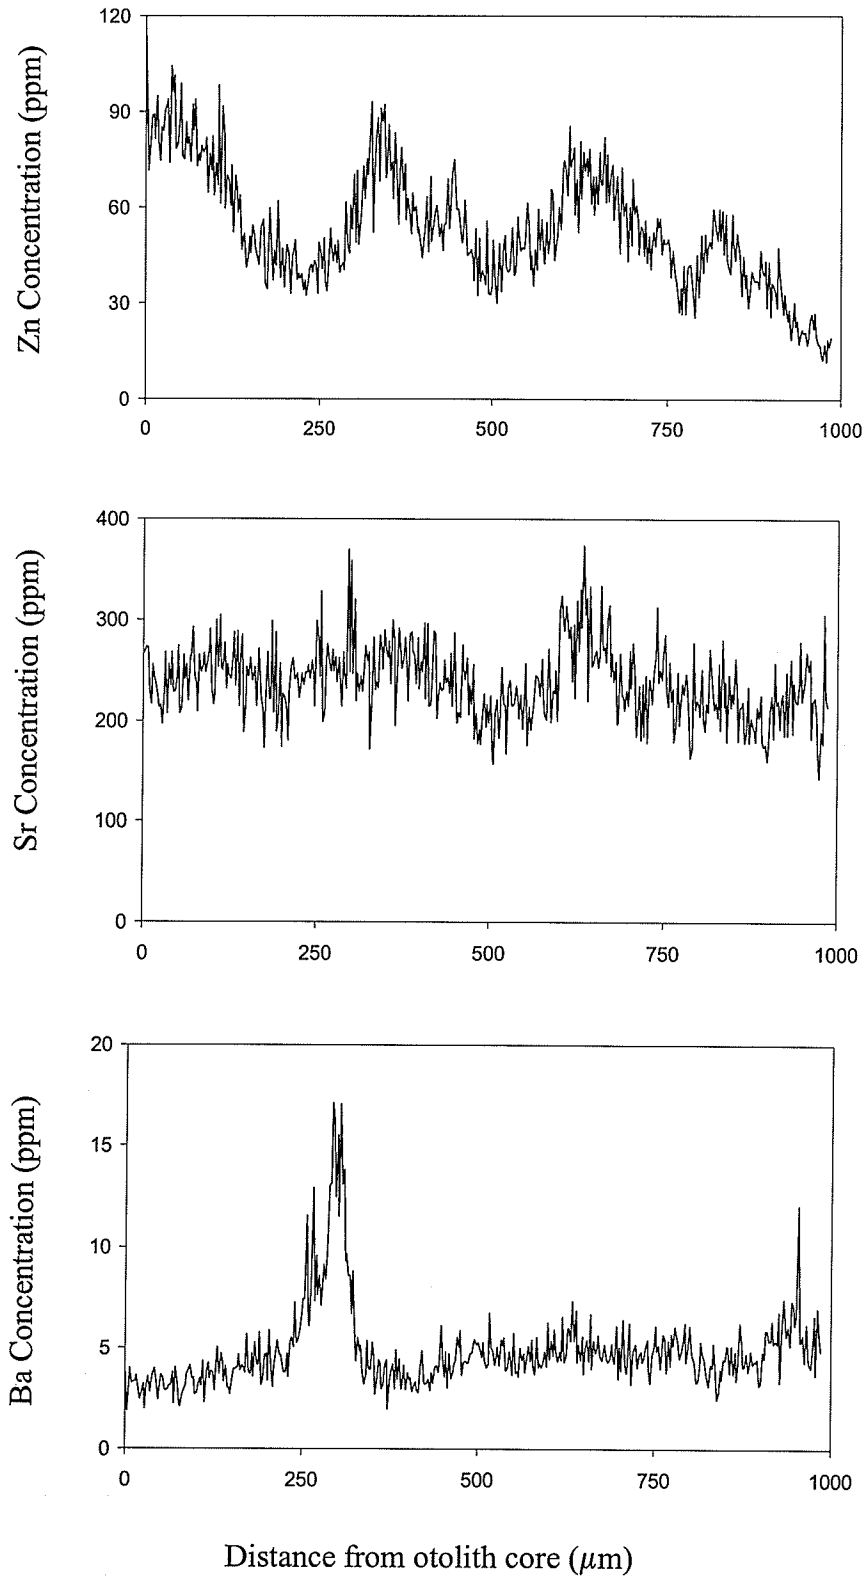 Zn Concentration (ppm)
120
90
60
30
0
0 250 500 750 1000
Sr Concentration (ppm)
400
300
200
100
0
0 250 500 750 1000
Ba Concentration (ppm)
20
15
10
5
0
0 250 500 750 1000
Distance from otolith core (μm)